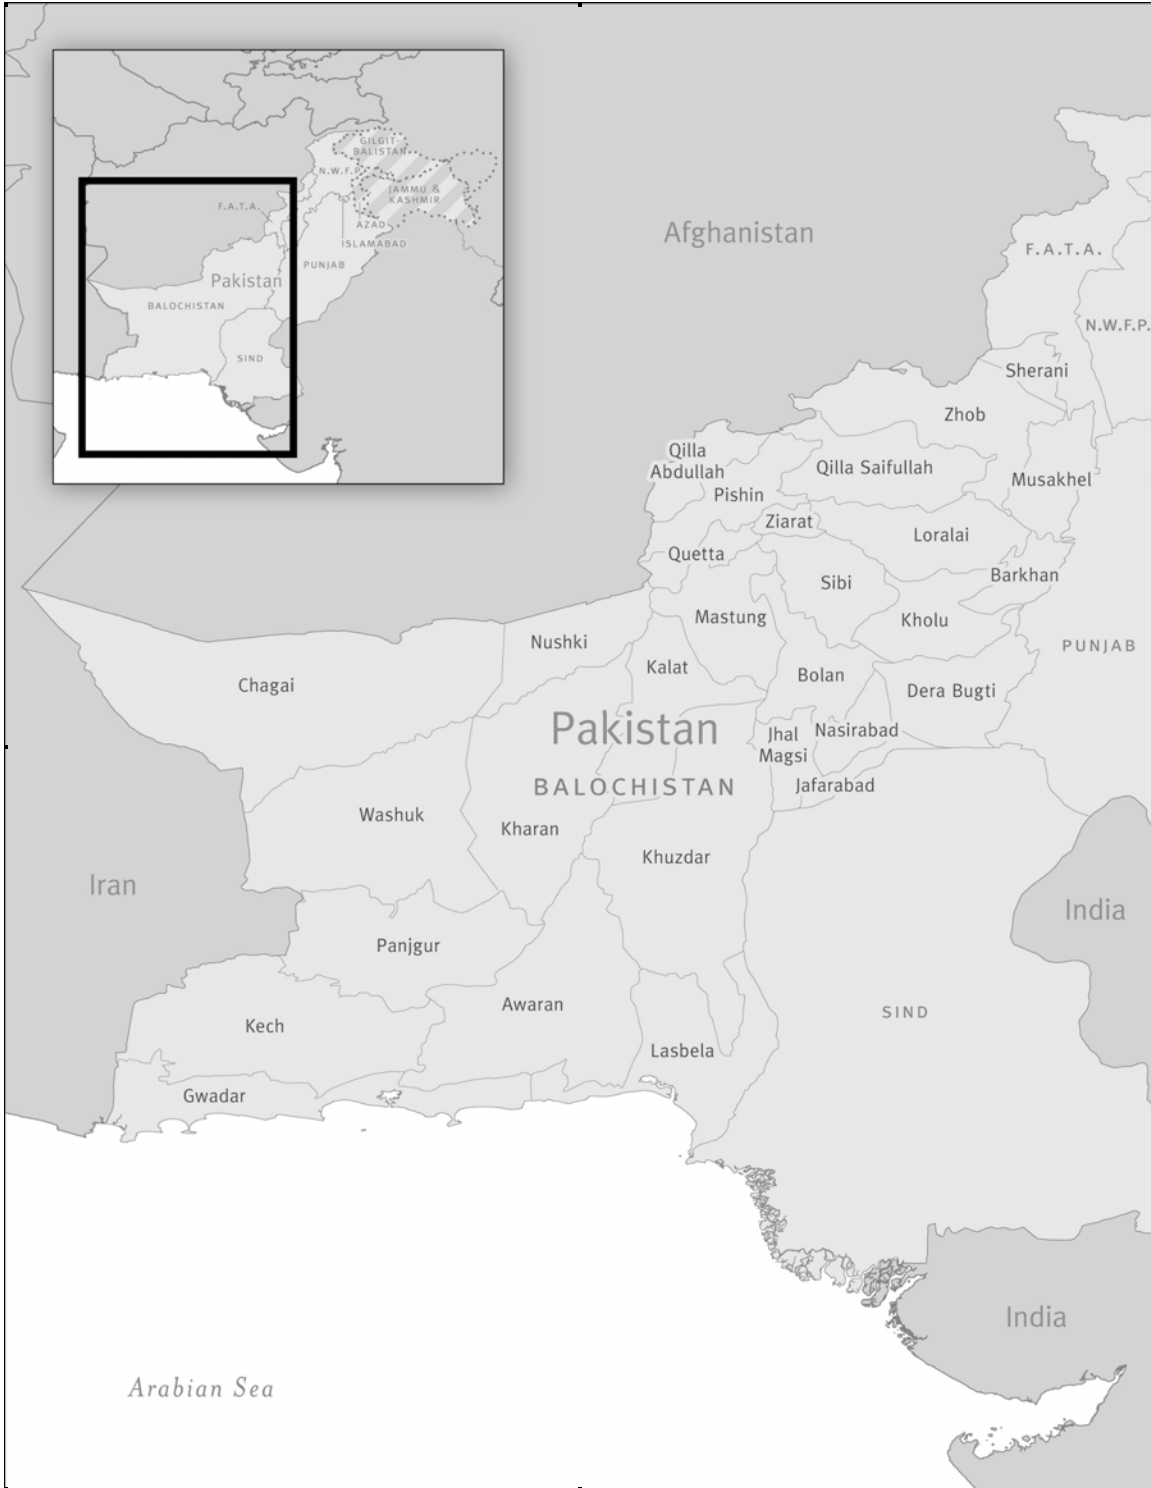 GILGIT-
BALISTAN
N.W.F.P.
JAMMU &
KASHMIR
F.A.T.A.
AZAD
ISLAMABAD
PUNJAB
Pakistan
BALOCHISTAN
SIND
Afghanistan
F.A.T.A.
N.W.F.P.
Sherani
Zhob
Qilla
Abdullah
Qilla Saifullah
Musakhel
Pishin
Ziarat
Loralai
Quetta
Barkhan
Sibi
Mastung
Kholu
Nushki
PUNJAB
Kalat
Chagai
Bolan
Dera Bugti
Pakistan
Jhal
Magsi
Nasirabad
BALOCHISTAN
Jafarabad
Washuk
Kharan
Khuzdar
Iran
India
Panjgur
Awaran
SIND
Kech
Lasbela
Gwadar
India
Arabian Sea